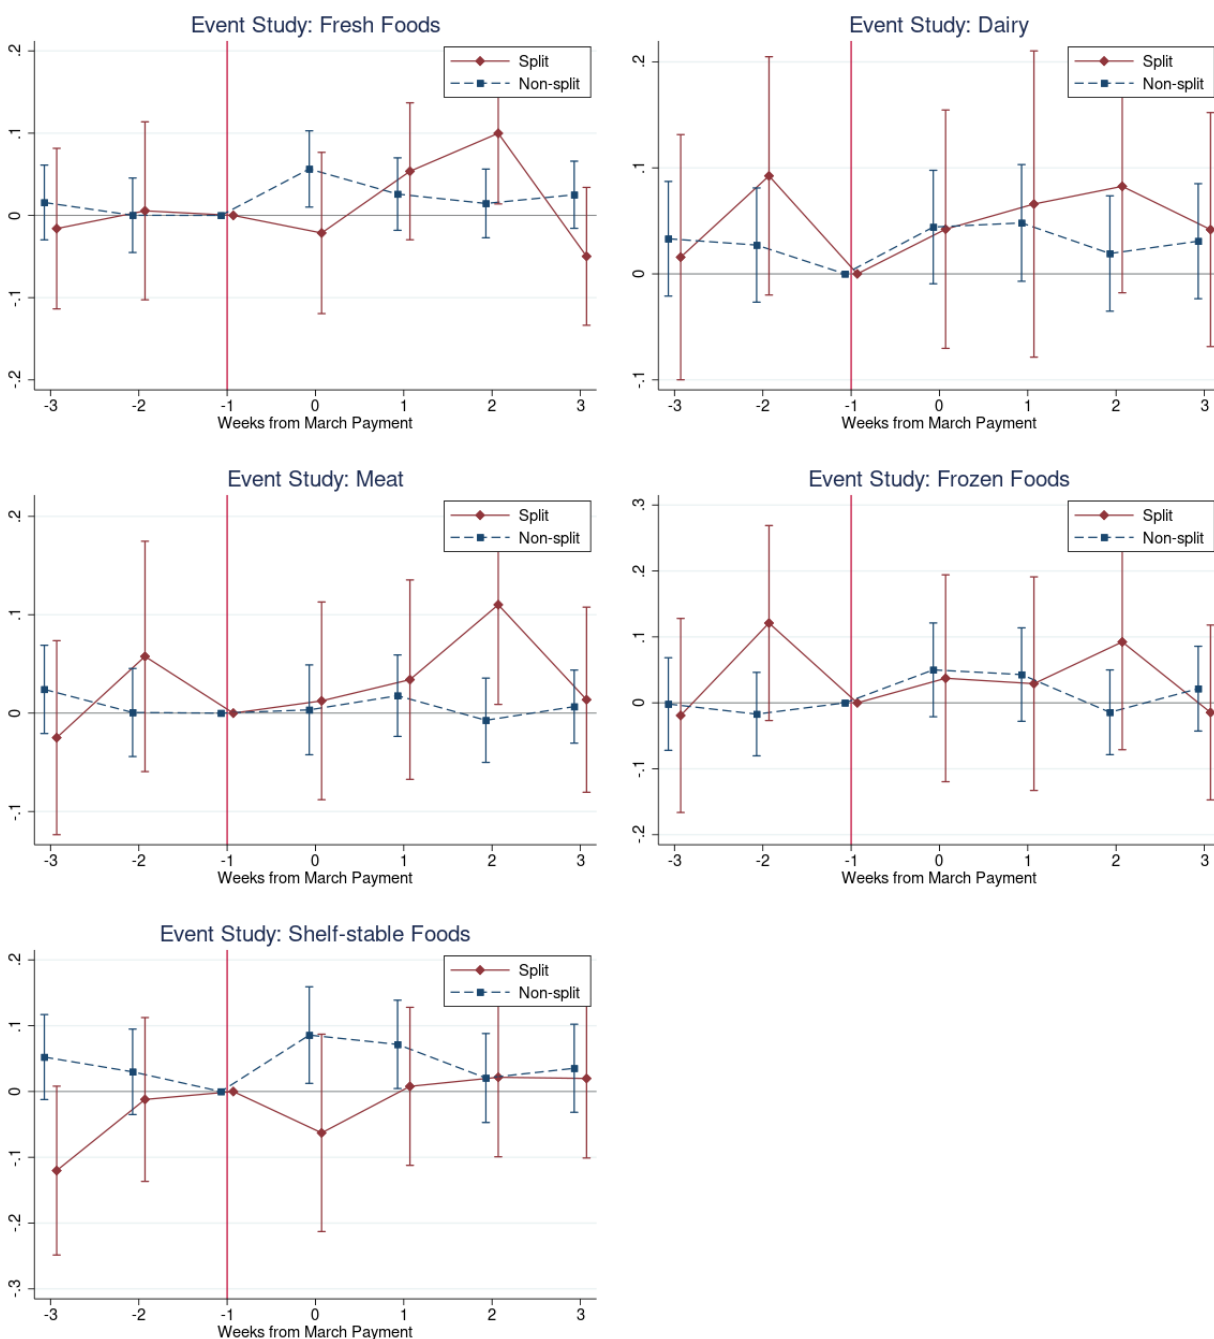 Event Study: Fresh Foods
Split
Non-split
.2
.1
0
-.1
-.2
-3 -2 -1 0 1 2 3
Weeks from March Payment
Event Study: Dairy
Split
Non-split
.2
.1
0
-.1
-3 -2 -1 0 1 2 3
Weeks from March Payment
Event Study: Meat
Split
Non-split
.2
.1
0
-.1
-3 -2 -1 0 1 2 3
Weeks from March Payment
Event Study: Frozen Foods
Split
Non-split
.3
.2
.1
0
-.1
-.2
-3 -2 -1 0 1 2 3
Weeks from March Payment
Event Study: Shelf-stable Foods
Split
Non-split
.2
.1
0
-.1
-.2
-.3
-3 -2 -1 0 1 2 3
Weeks from March Payment